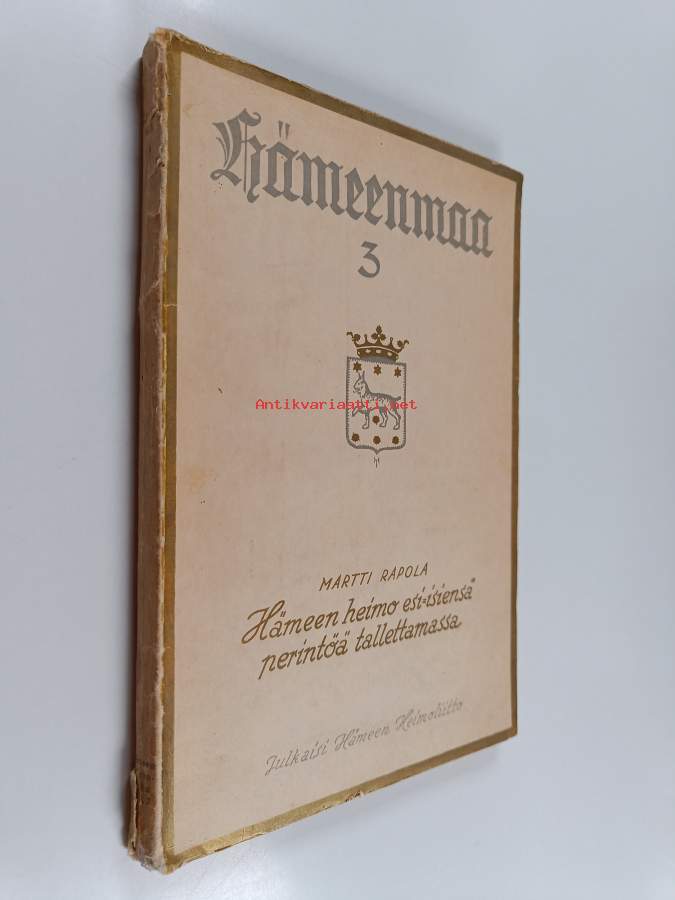 Hämeenmaa
3
Antikvariaatti.net
MARTTI RAPOLA
Hämeen heimo esi=isiensä
perintöä tallettamassa
Julkaisi Hämeen Heimoliitto